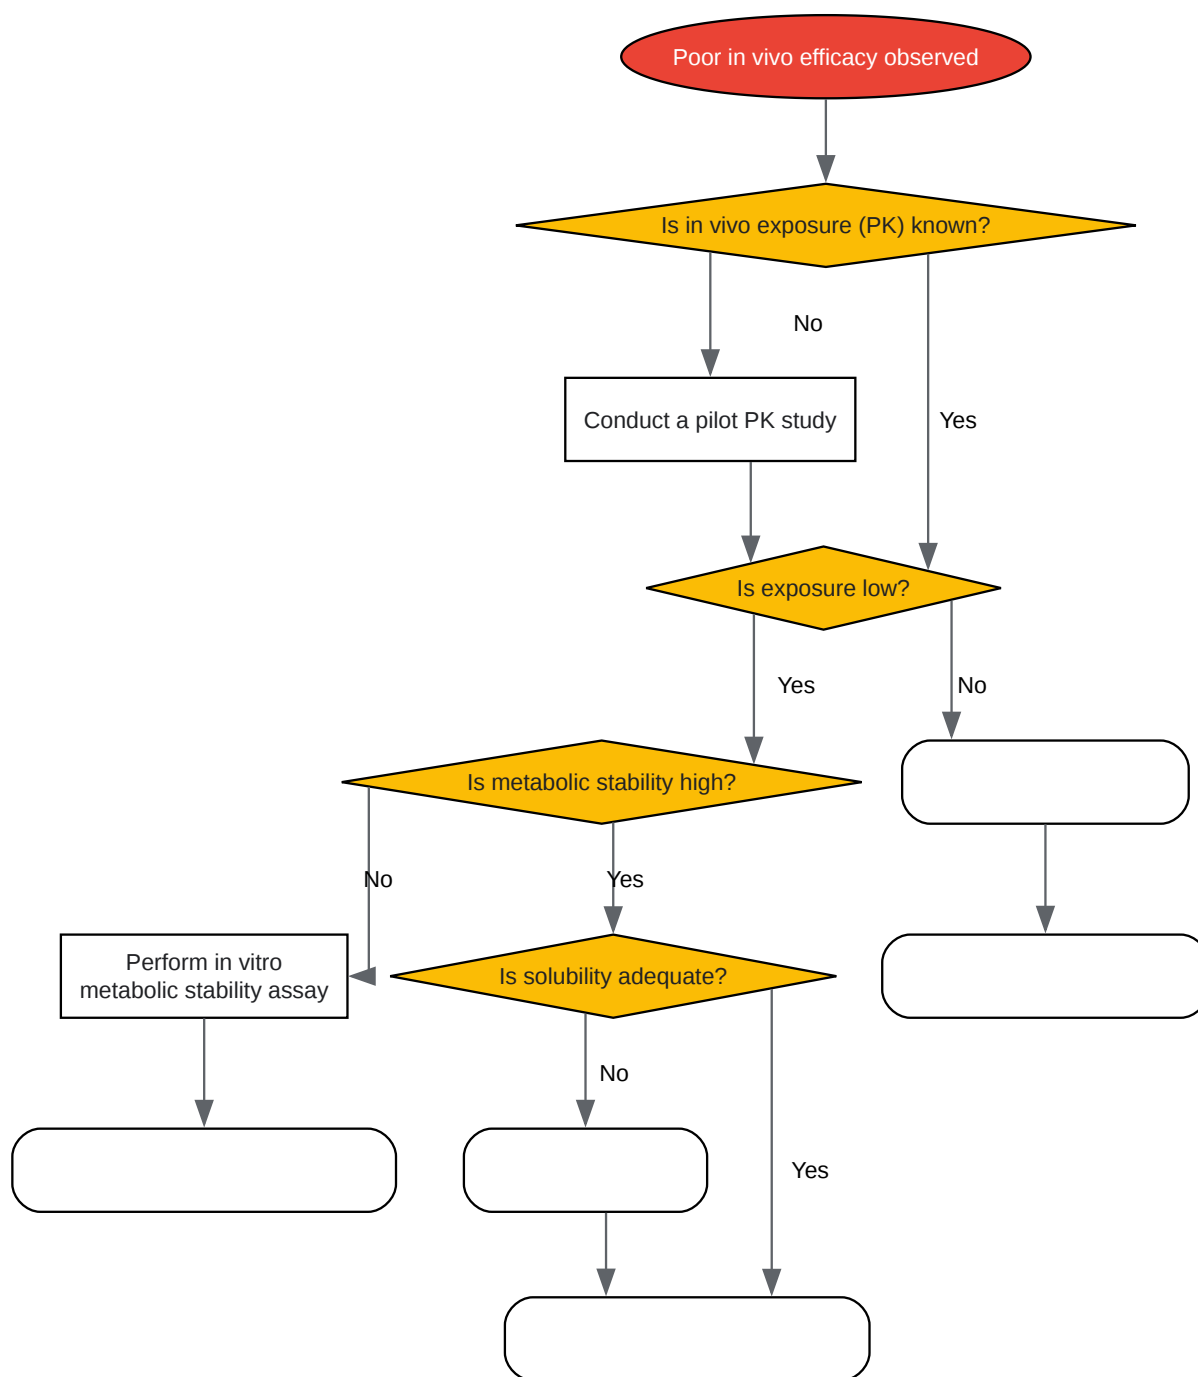 Poor in vivo efficacy observed
Is in vivo exposure (PK) known?
No
Conduct a pilot PK study
Yes
Is exposure low?
Yes
No
Is metabolic stability high?
No
Yes
Perform in vitro
metabolic stability assay
Is solubility adequate?
No
Yes